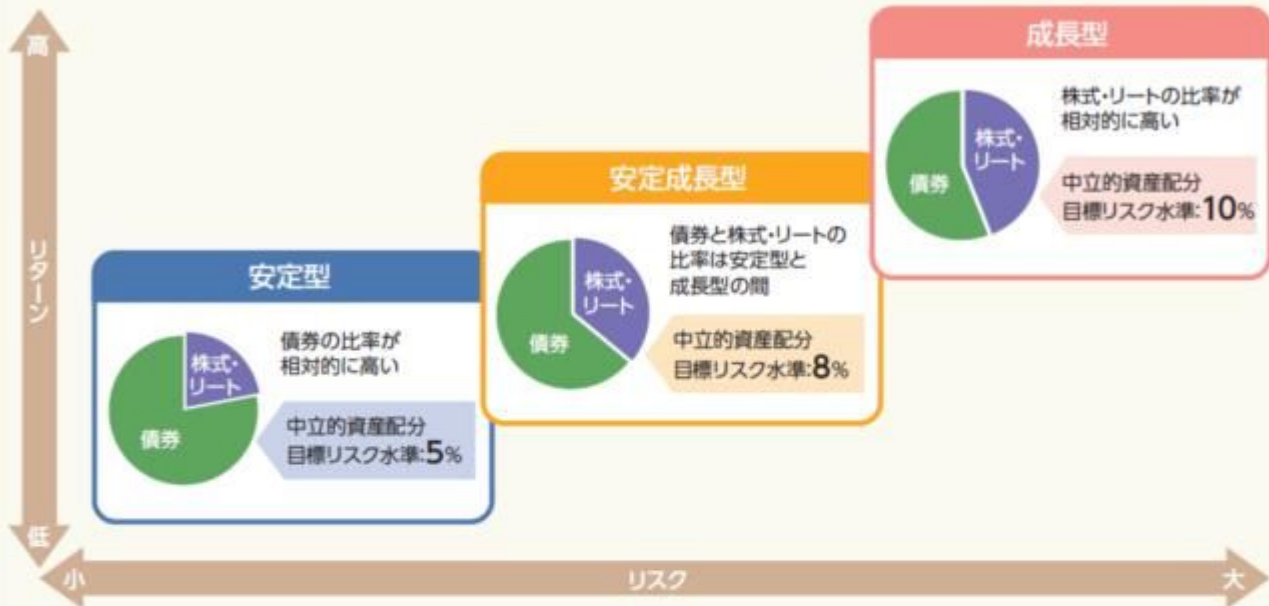 高
リターン
低
小
リスク
大
成長型
株式・リートの比率が
相対的に高い
株式・
リート
債券
中立的資産配分
目標リスク水準:10%
安定成長型
債券と株式・リートの
比率は安定型と
成長型の間
株式・
リート
債券
中立的資産配分
目標リスク水準:8%
安定型
債券の比率が
相対的に高い
株式・
リート
債券
中立的資産配分
目標リスク水準:5%